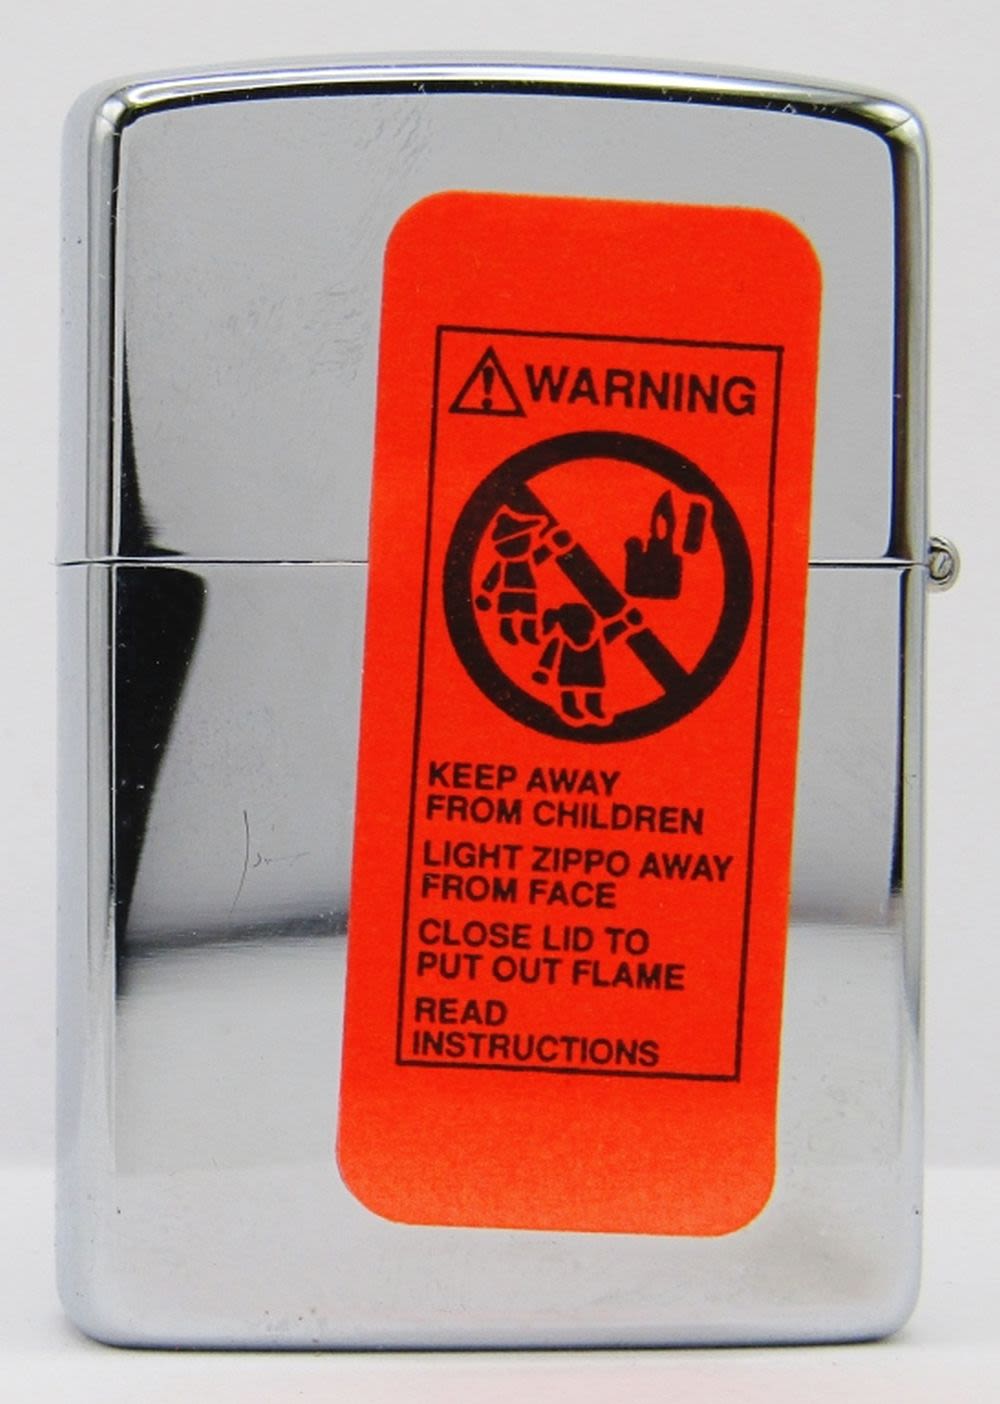 WARNING
KEEP AWAY
FROM CHILDREN
LIGHT ZIPPO AWAY
FROM FACE
CLOSE LID TO
PUT OUT FLAME
READ
INSTRUCTIONS